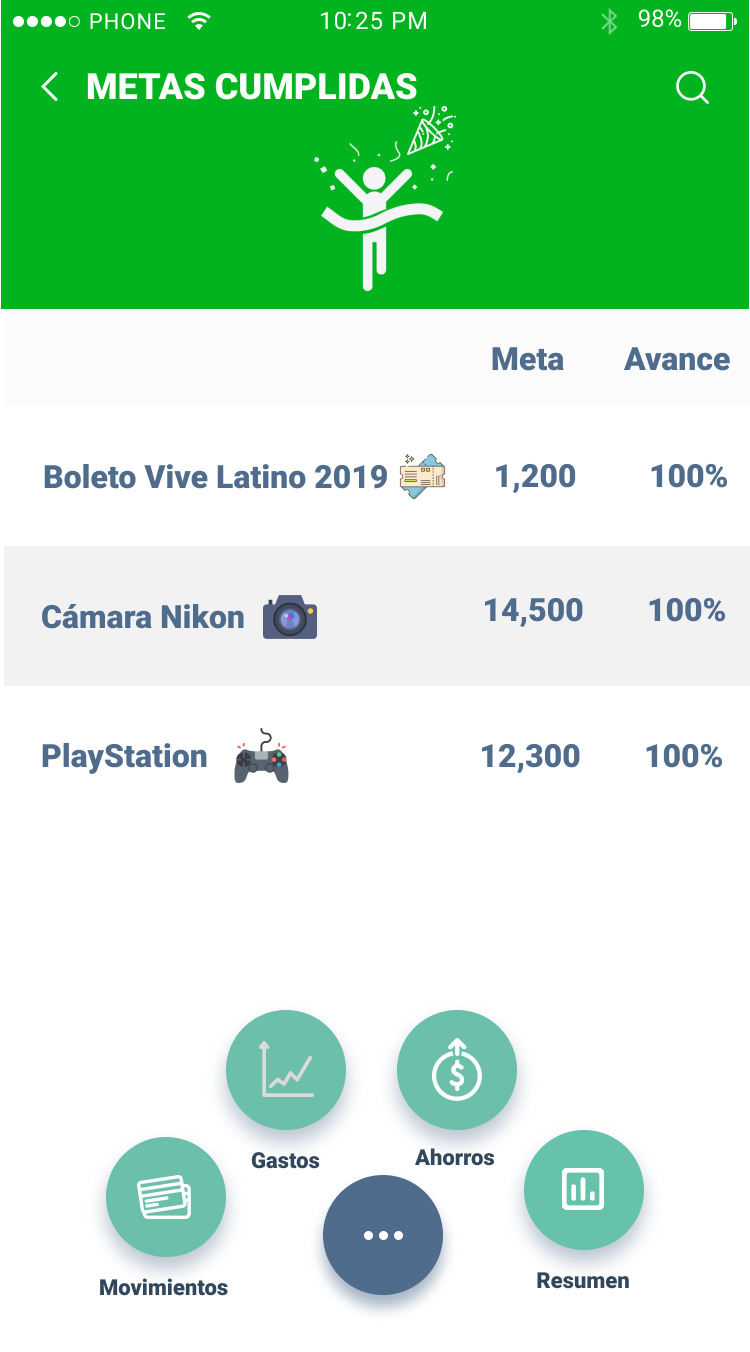 PHONE 10:25 PM 98%
METAS CUMPLIDAS
Meta Avance
Boleto Vive Latino 2019 1,200 100%
Cámara Nikon 14,500 100%
PlayStation 12,300 100%
$
Gastos Ahorros
Movimientos Resumen